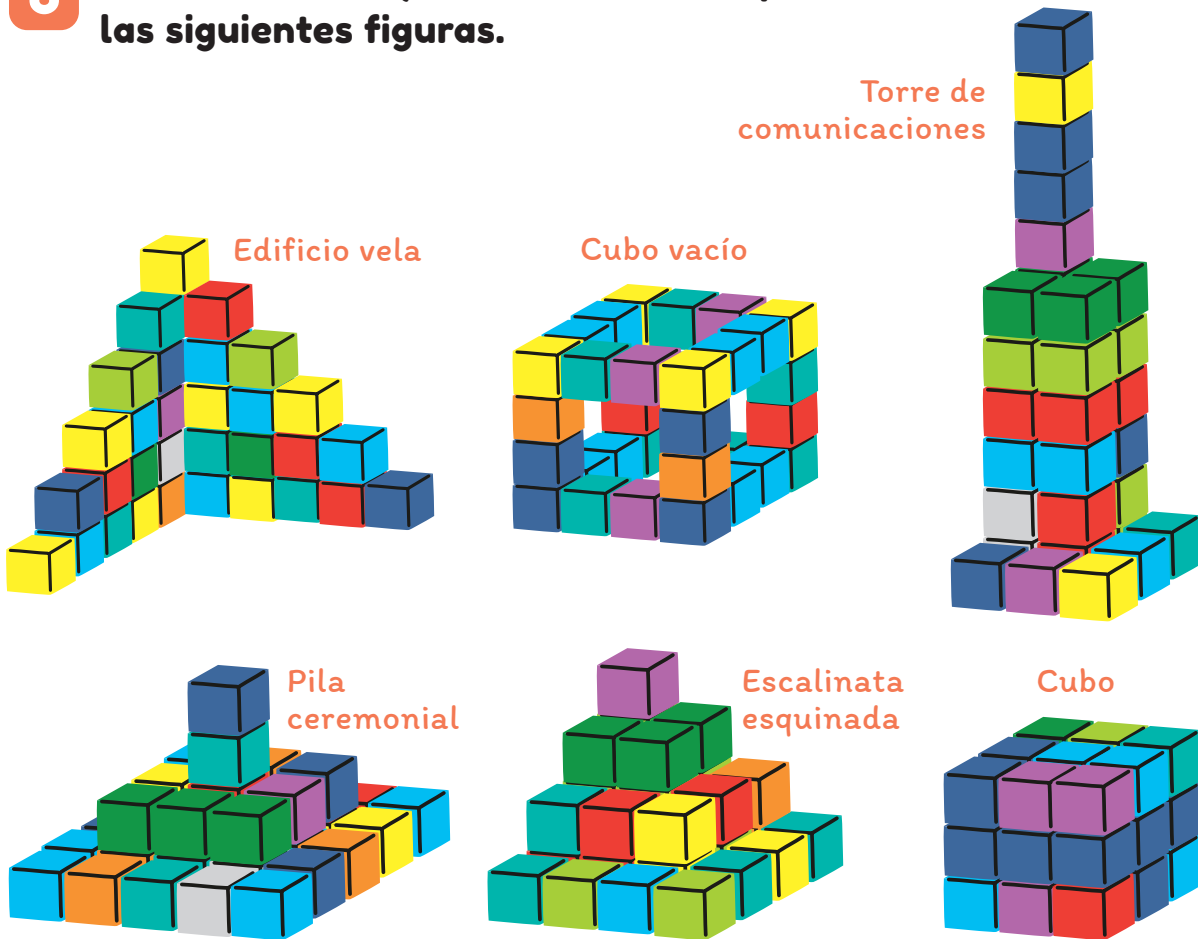 las siguientes figuras.
Torre de
comunicaciones
Edificio vela
Cubo vacío
Pila
ceremonial
Escalinata
esquinada
Cubo